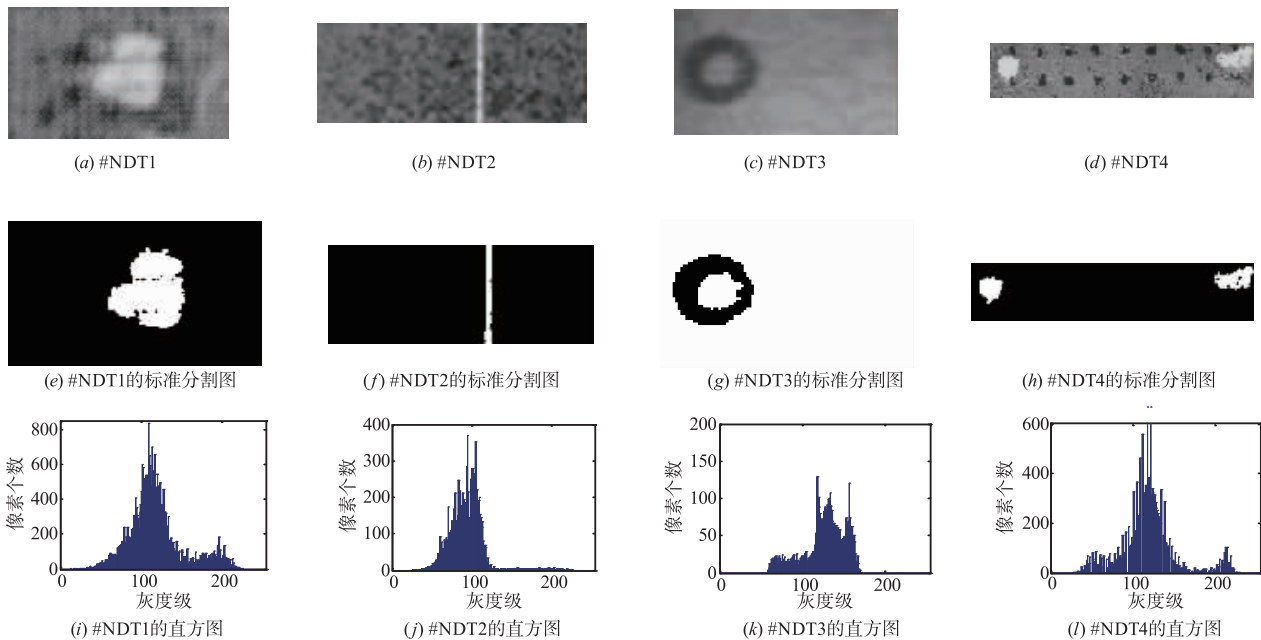 (a) #NDT1
(b) #NDT2
(c) #NDT3
(d) #NDT4
(e) #NDT1的标准分割图
(f) #NDT2的标准分割图
(g) #NDT3的标准分割图
(h) #NDT4的标准分割图
800
600
400
200
0
0 100 200
像素个数
灰度级
(i) #NDT1的直方图
400
300
200
100
0
0 100 200
像素个数
灰度级
(j) #NDT2的直方图
200
150
100
50
0
0 100 200
像素个数
灰度级
(k) #NDT3的直方图
600
400
200
0
0 100 200
像素个数
灰度级
(l) #NDT4的直方图